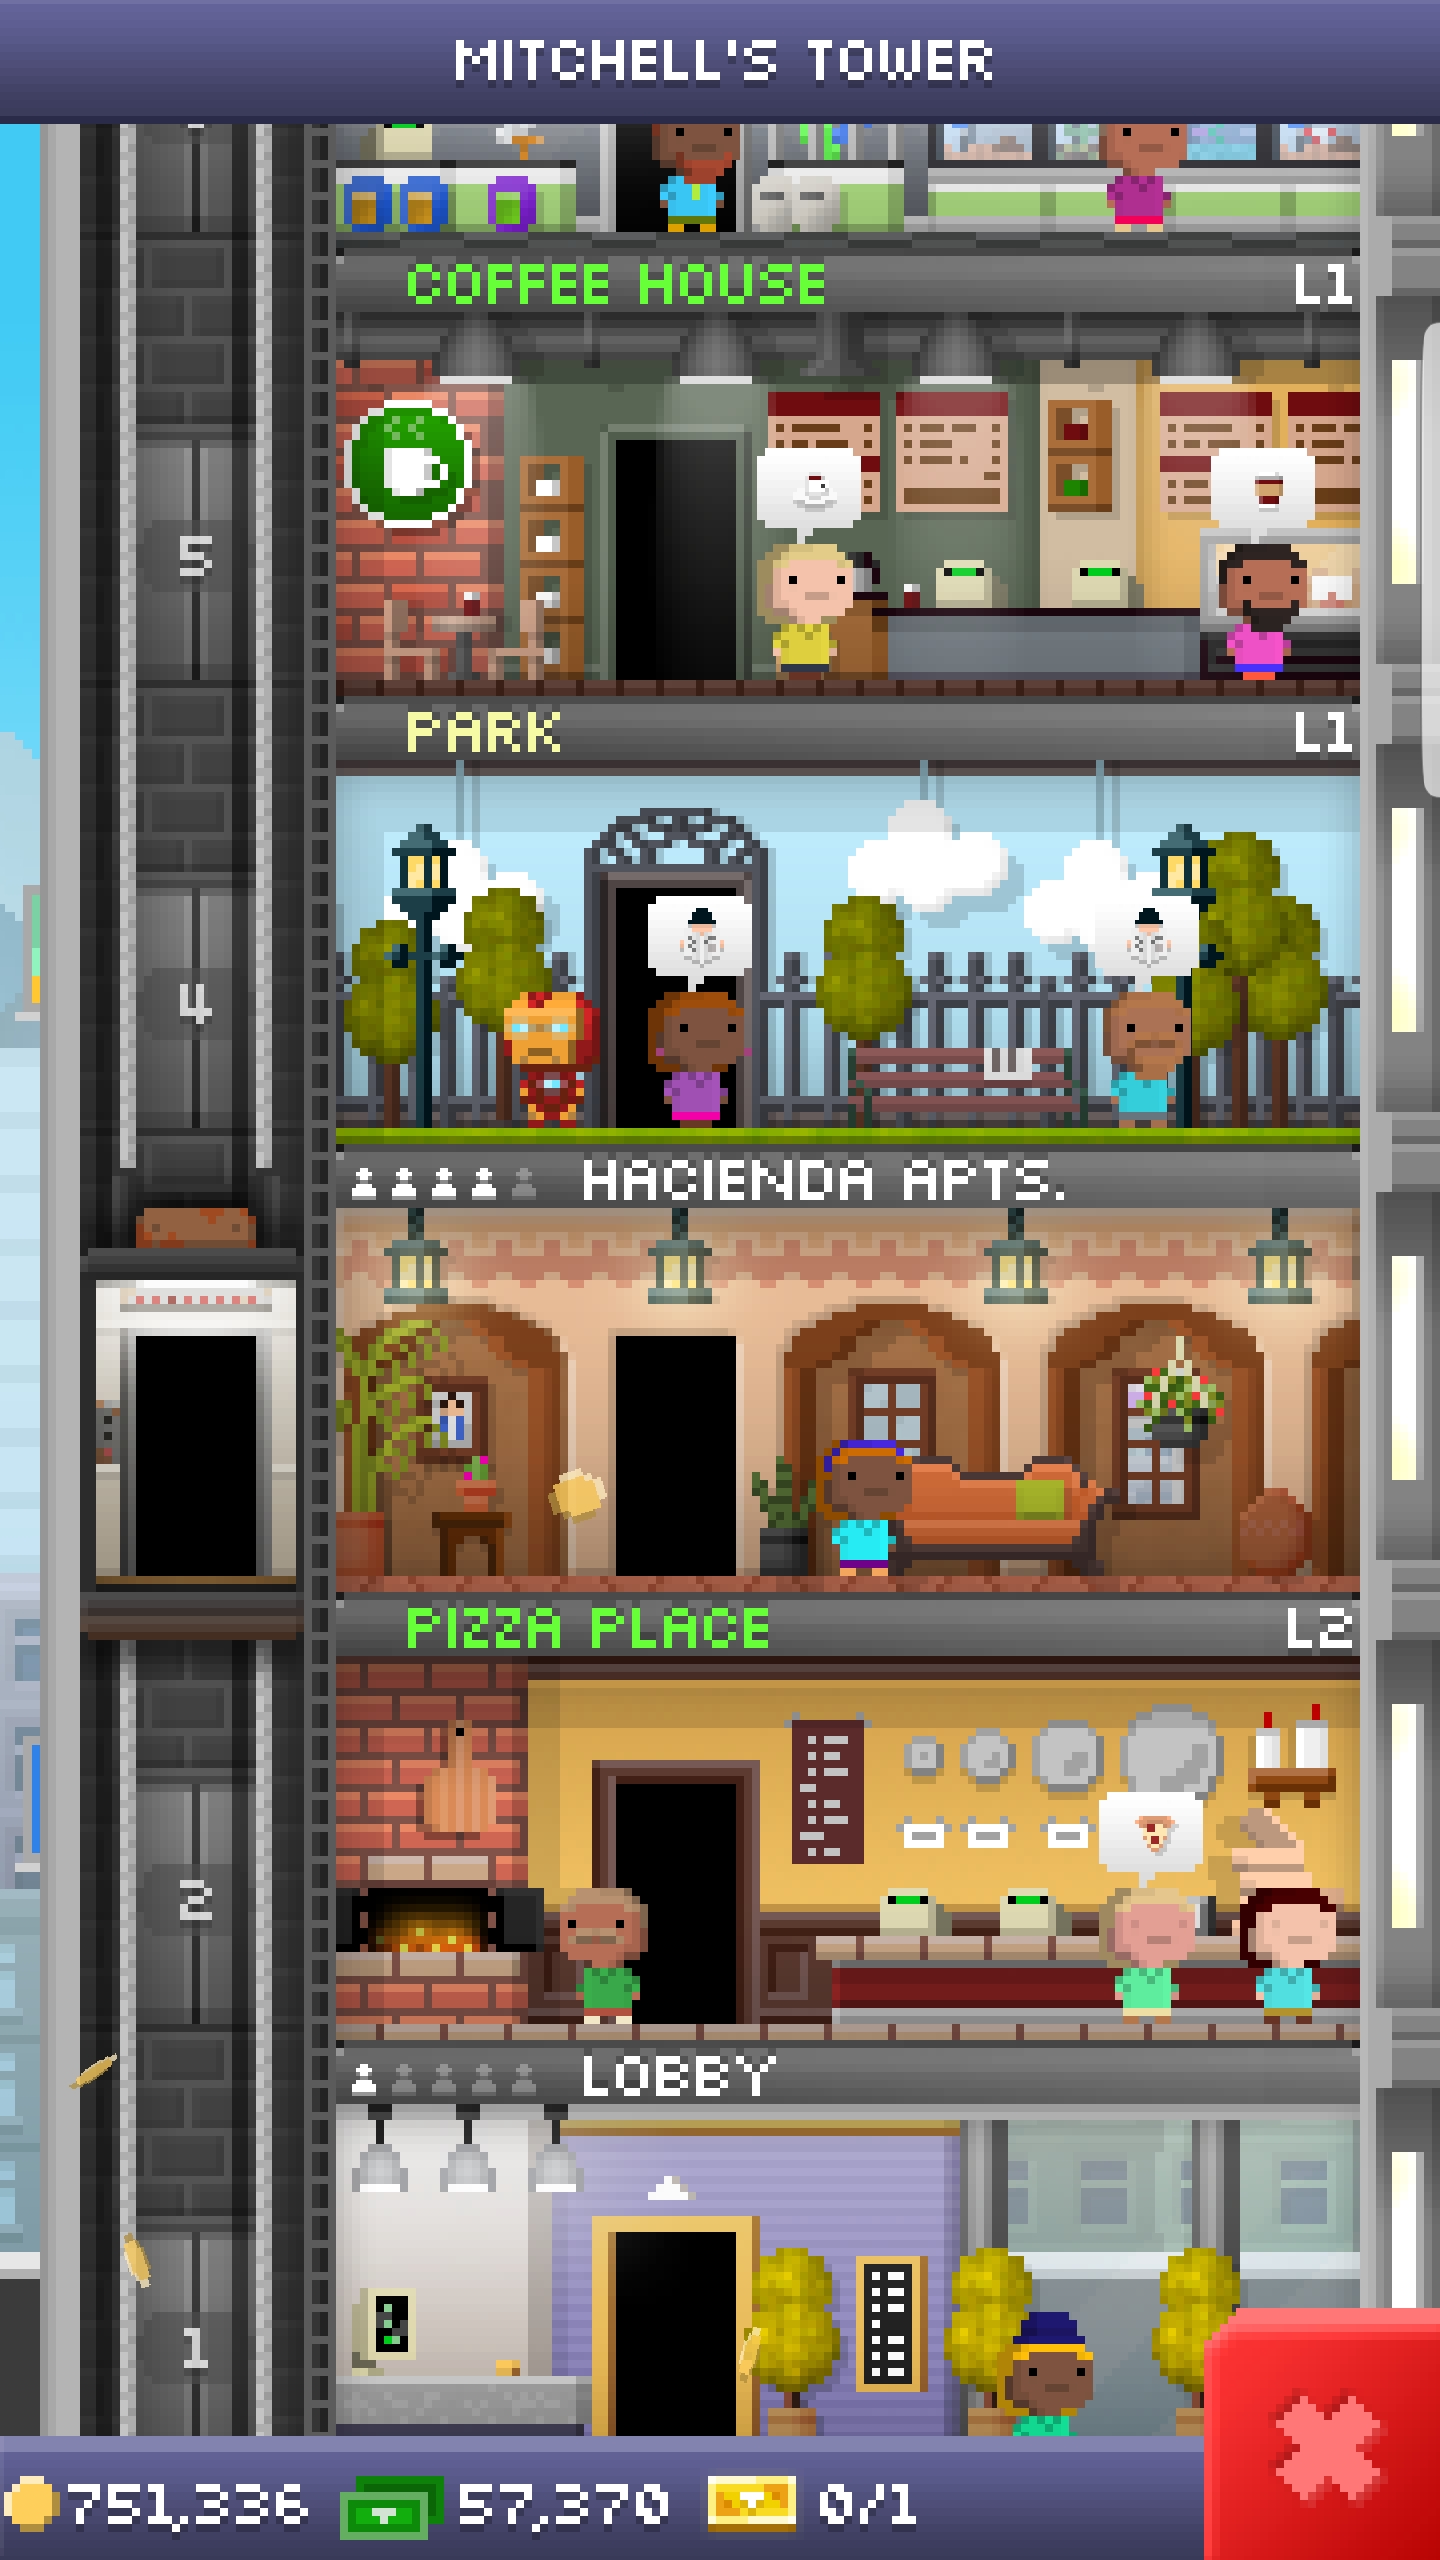 MITCHELL'S TOWER
COFFEE HOUSE L1
5
PARK L1
4
HACIENDA APTS.
PIZZA PLACE L2
2
LOBBY
1
751,336 57,370 0/1